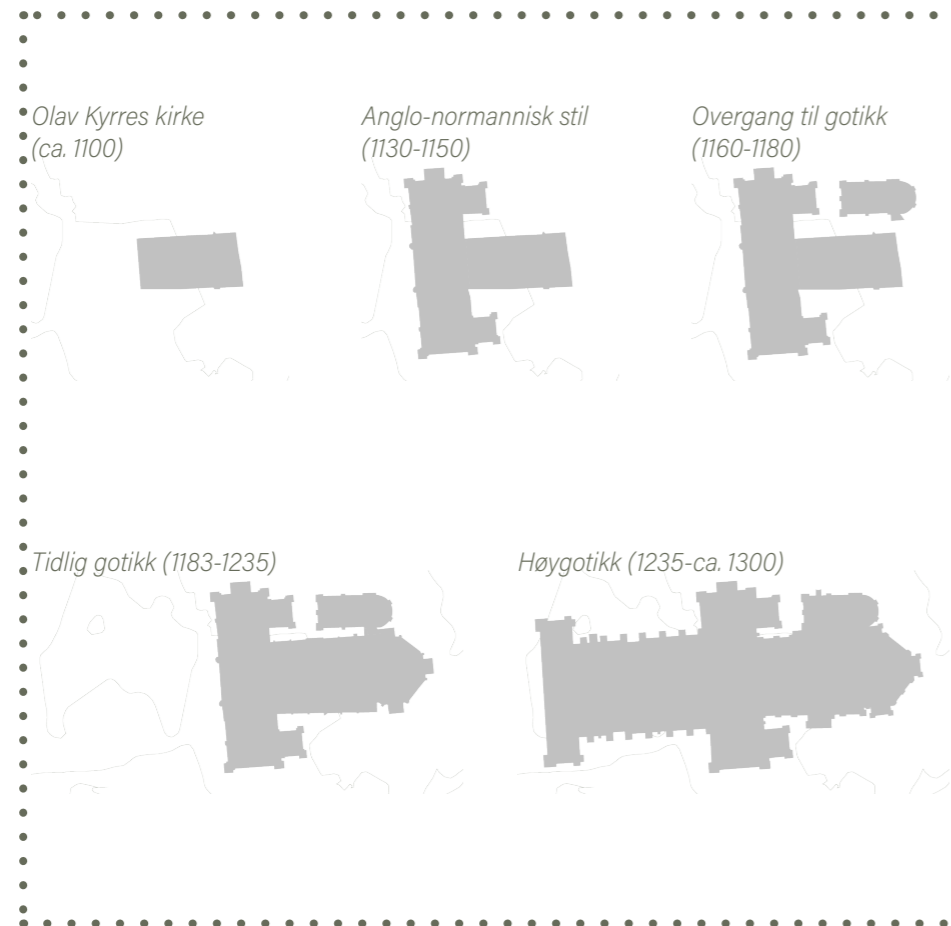 Olav Kyrres kirke
(ca. 1100)
Anglo-normannisk stil
(1130-1150)
Overgang til gotikk
(1160-1180)
Tidlig gotikk (1183-1235)
Høygotikk (1235-ca. 1300)